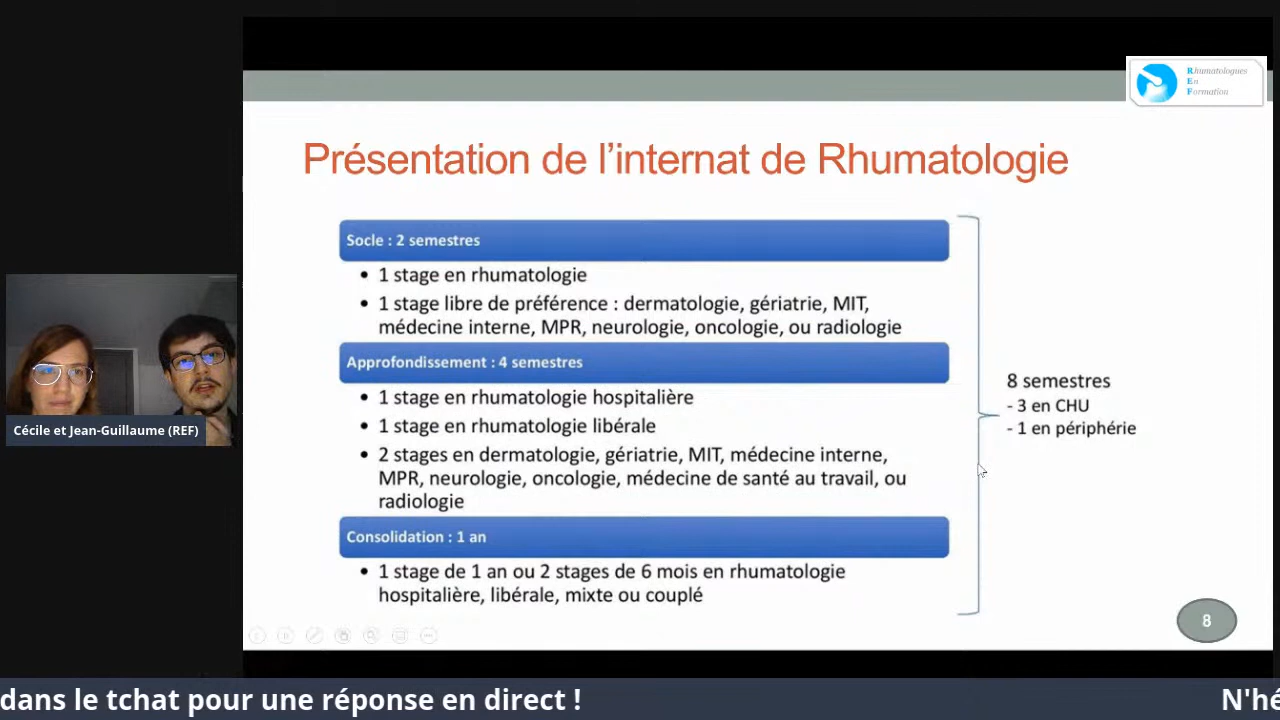 Rhumatologues
En
Formation
Présentation de l'internat de Rhumatologie
Socle : 2 semestres
• 1 stage en rhumatologie
• 1 stage libre de préférence : dermatologie, gériatrie, MIT,
médecine interne, MPR, neurologie, oncologie, ou radiologie
Approfondissement : 4 semestres
• 1 stage en rhumatologie hospitalière
• 1 stage en rhumatologie libérale
• 2 stages en dermatologie, gériatrie, MIT, médecine interne,
MPR, neurologie, oncologie, médecine de santé au travail, ou
radiologie
Consolidation : 1 an
• 1 stage de 1 an ou 2 stages de 6 mois en rhumatologie
hospitalière, libérale, mixte ou couplé
8 semestres
- 3 en CHU
- 1 en périphérie
8
Cécile et Jean-Guillaume (REF)
dans le tchat pour une réponse en direct ! N'hé